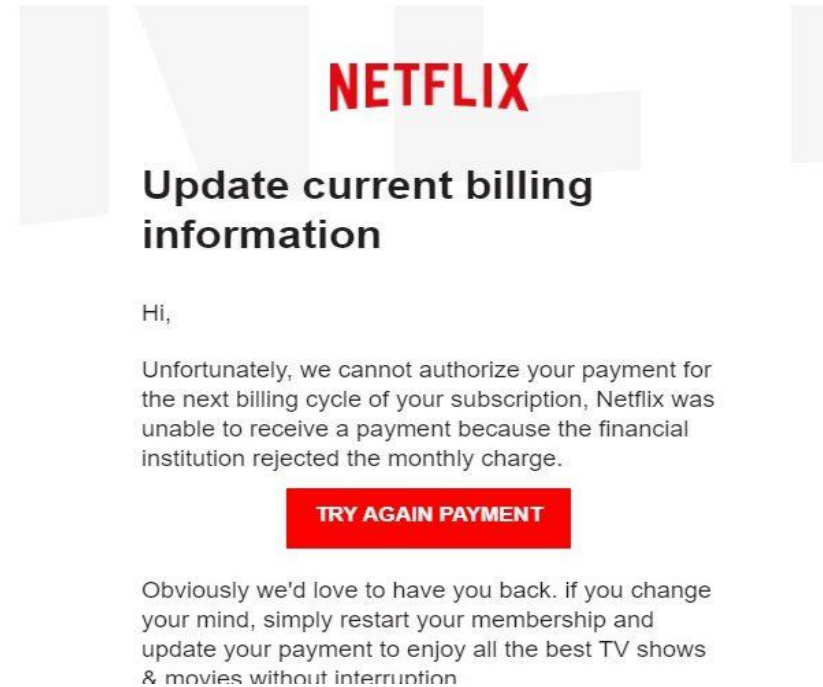 NETFLIX
Update current billing
information
Hi,
Unfortunately, we cannot authorize your payment for
the next billing cycle of your subscription, Netflix was
unable to receive a payment because the financial
institution rejected the monthly charge.
TRY AGAIN PAYMENT
Obviously we'd love to have you back. if you change
your mind, simply restart your membership and
update your payment to enjoy all the best TV shows
& movies without interruption.